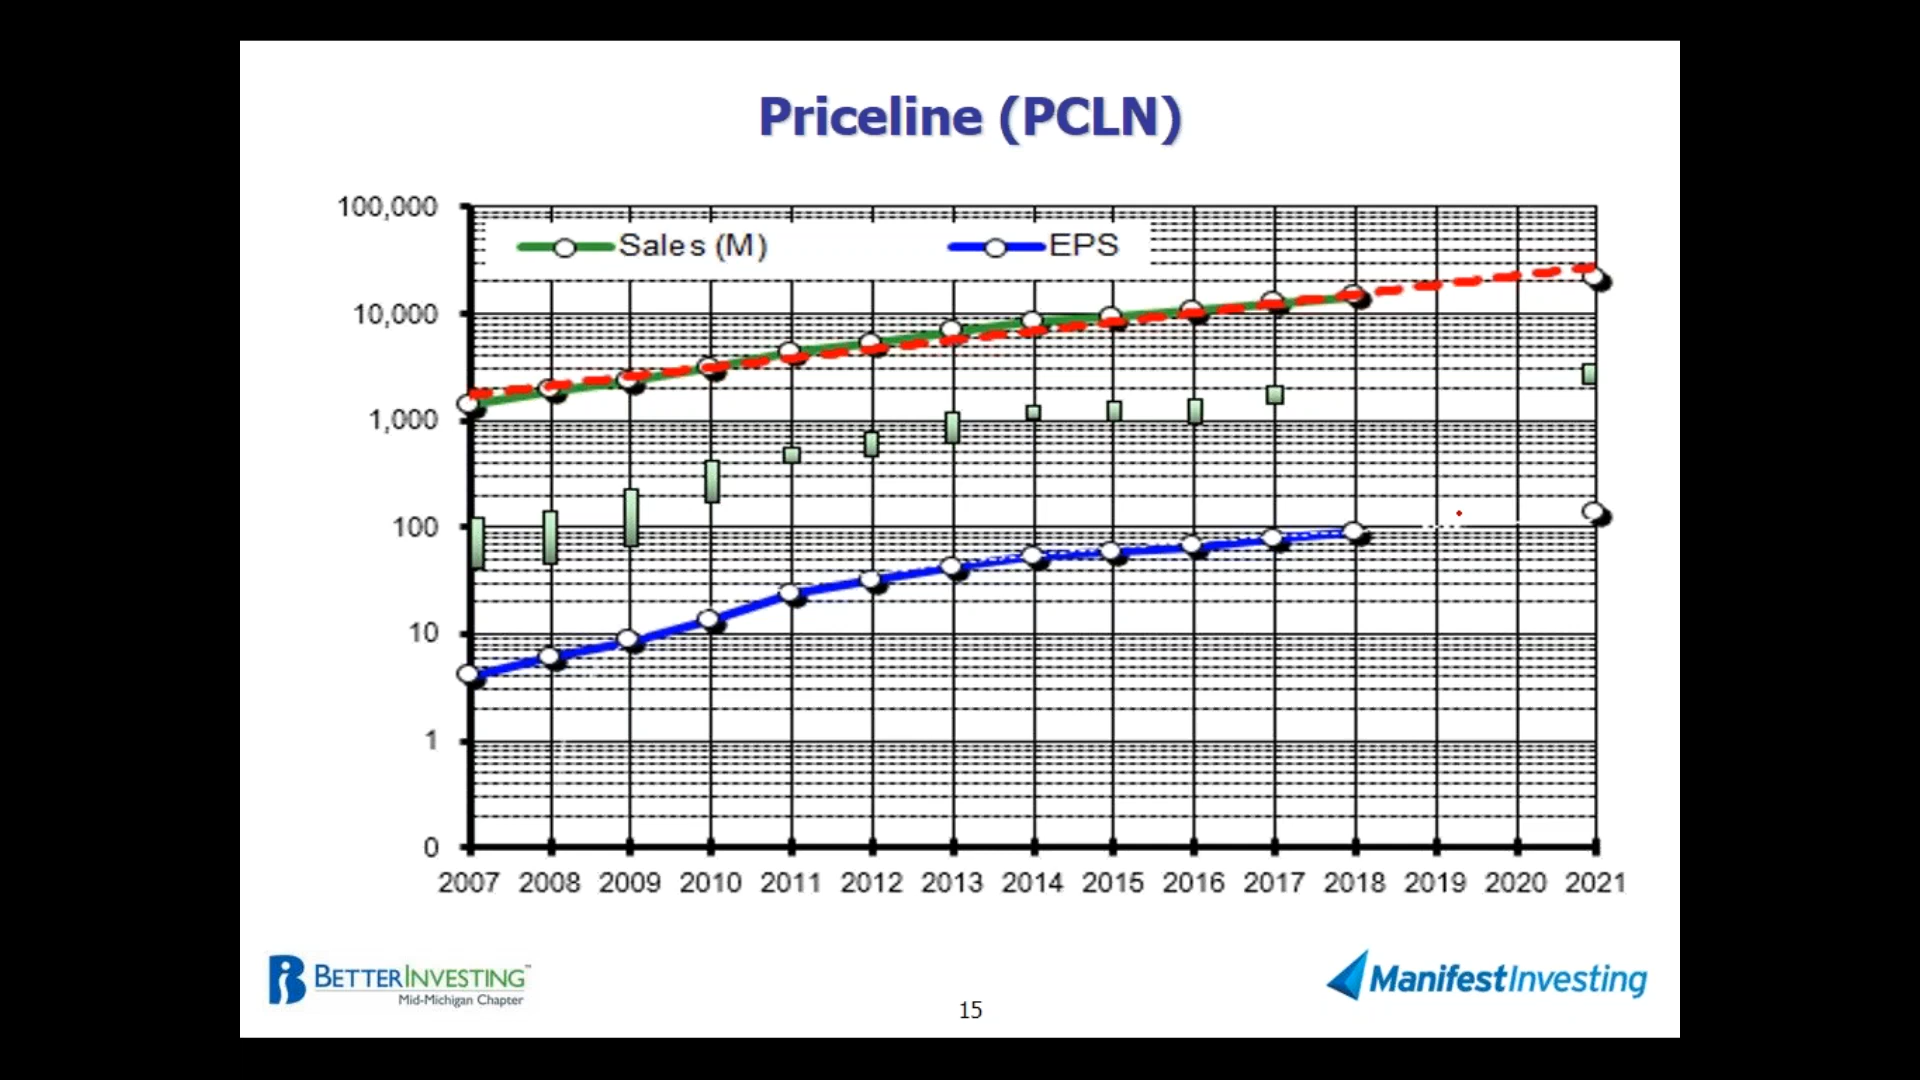 Priceline (PCLN)
100,000
Sales (M) EPS
10,000
1,000
100
10
1
0
2007 2008 2009 2010 2011 2012 2013 2014 2015 2016 2017 2018 2019 2020 2021
BETTERINVESTING™
Mid-Michigan Chapter
ManifestInvesting
15